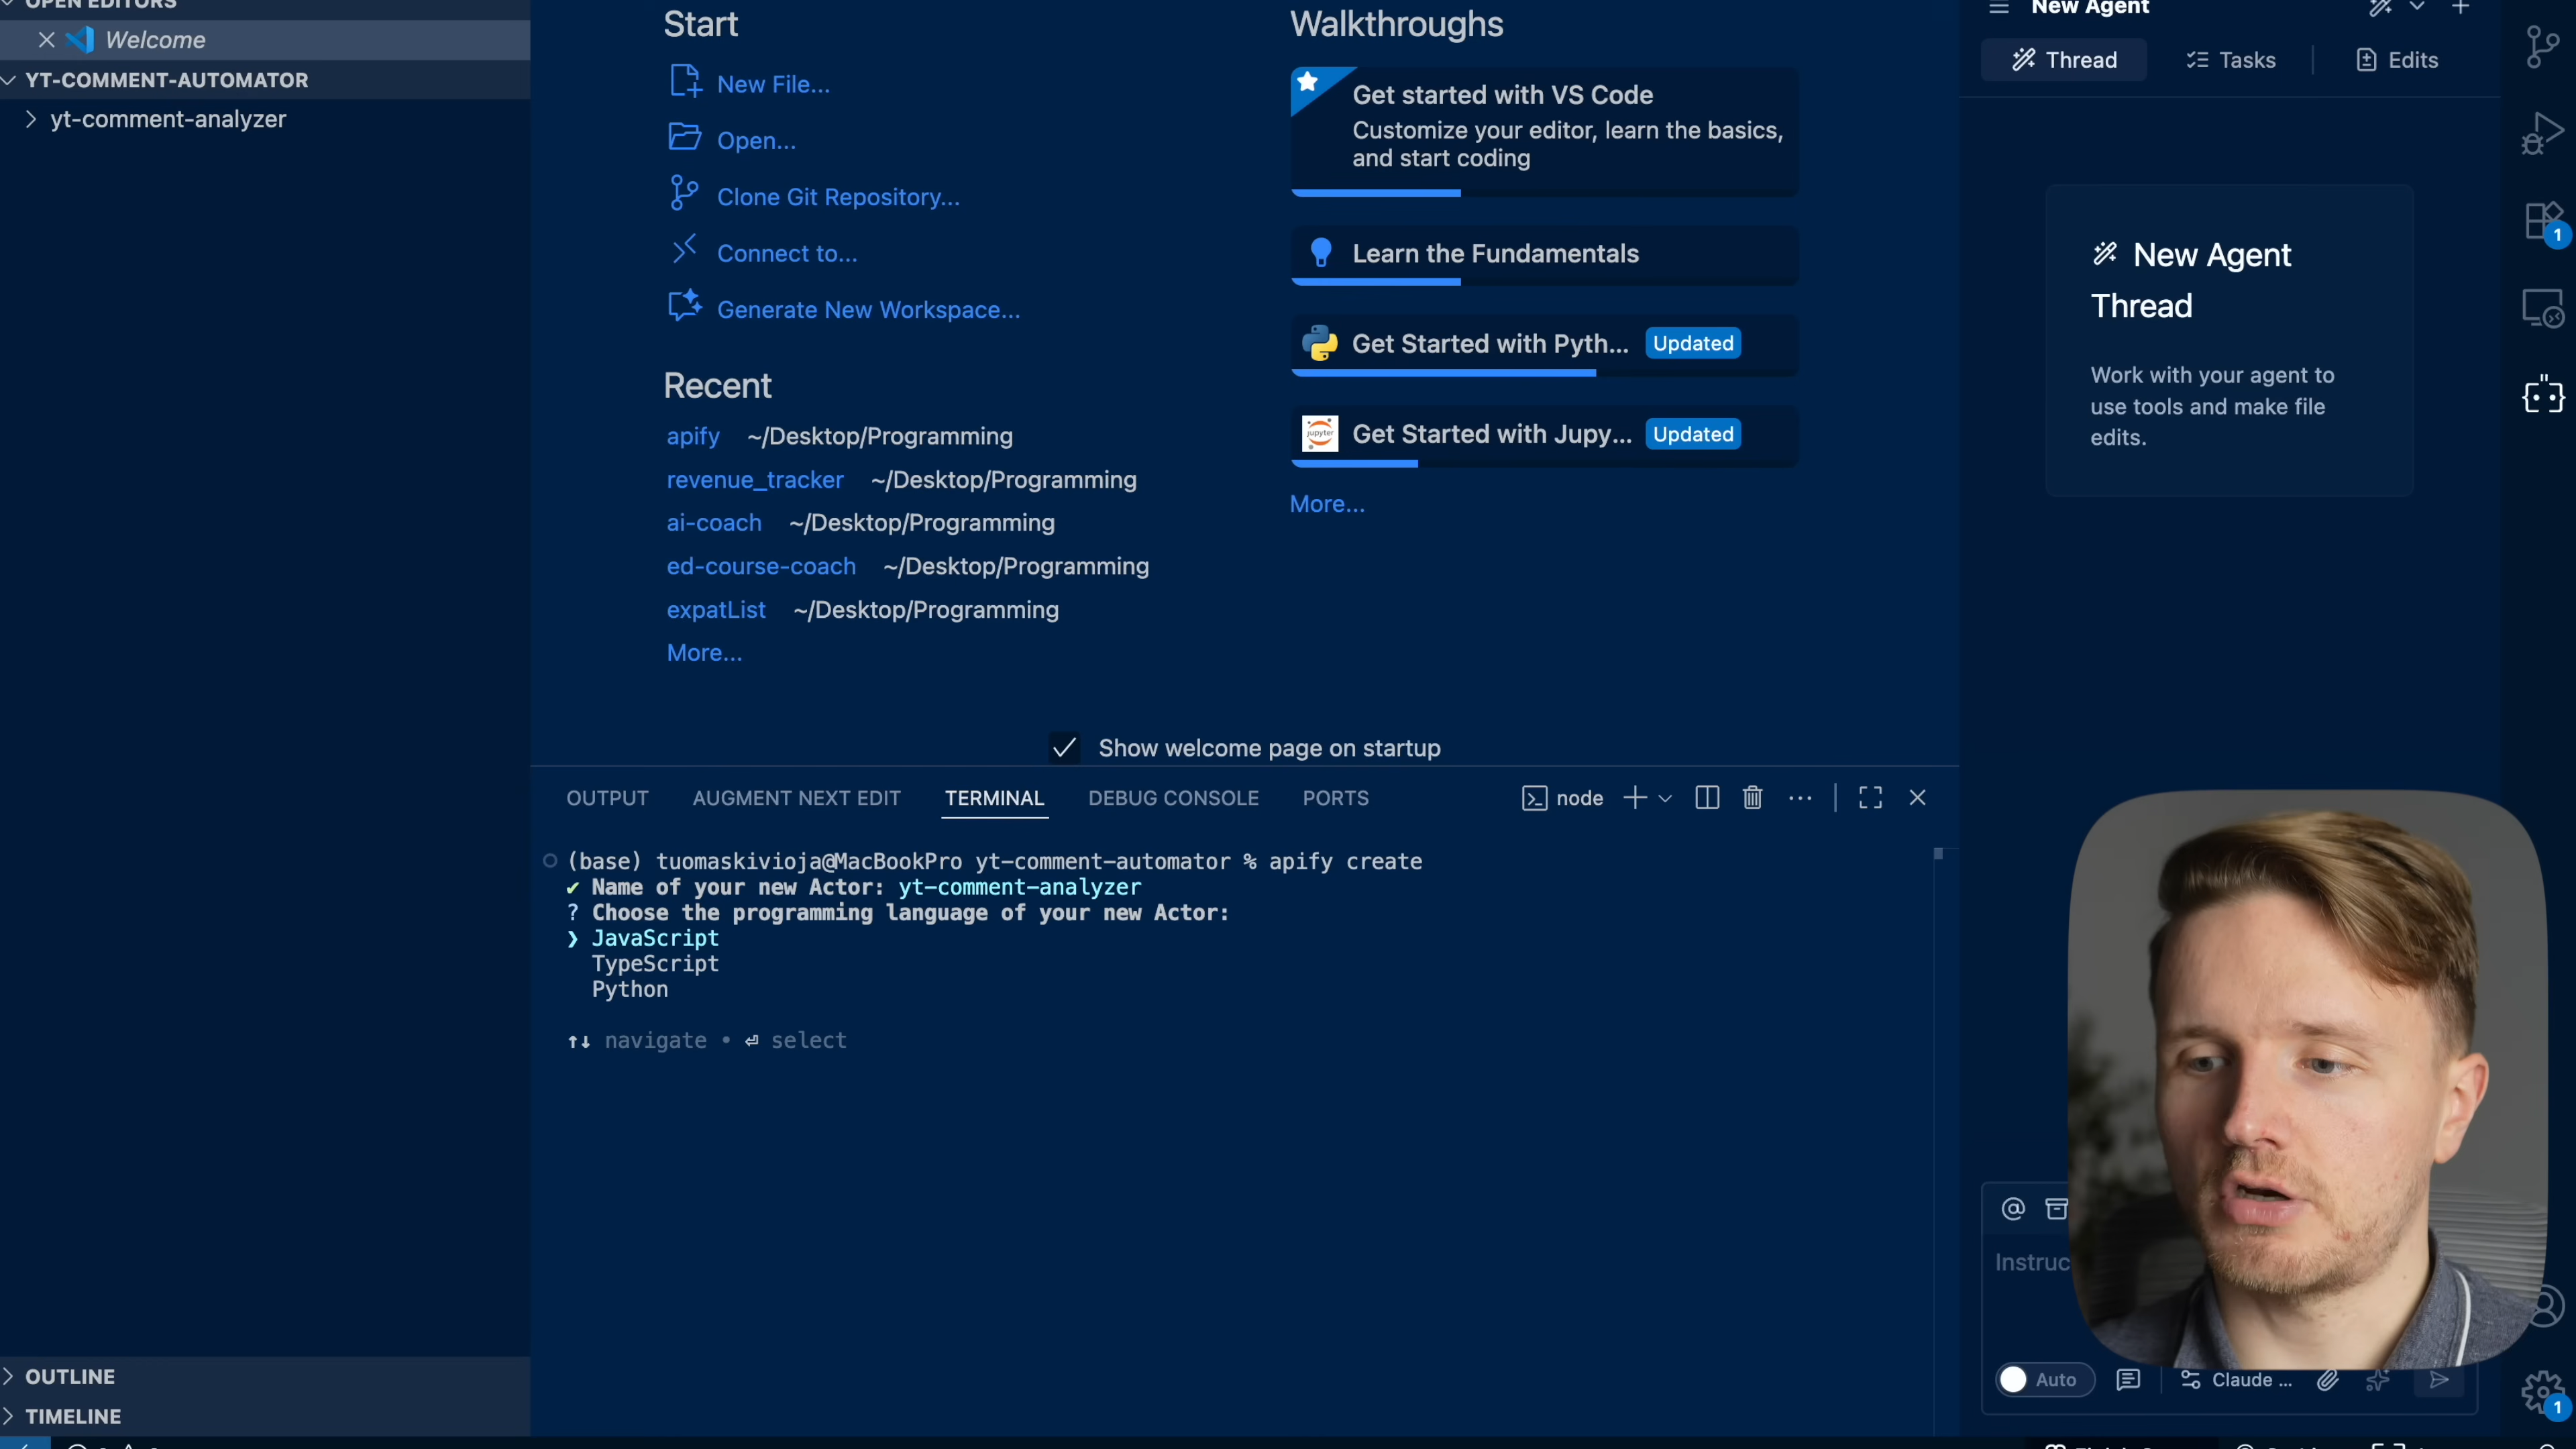 OPEN EDITORS
Welcome
YT-COMMENT-AUTOMATOR
yt-comment-analyzer
OUTLINE
TIMELINE
Start
New File...
Open...
Clone Git Repository...
Connect to...
Generate New Workspace...
Recent
apify ~/Desktop/Programming
revenue_tracker ~/Desktop/Programming
ai-coach ~/Desktop/Programming
ed-course-coach ~/Desktop/Programming
expatList ~/Desktop/Programming
More...
Walkthroughs
Get started with VS Code
Customize your editor, learn the basics,
and start coding
Learn the Fundamentals
Get Started with Pyth... Updated
jupyter
Get Started with Jupy... Updated
More...
✓ Show welcome page on startup
OUTPUT AUGMENT NEXT EDIT TERMINAL DEBUG CONSOLE PORTS
node
(base) tuomaskivioja@MacBookPro yt-comment-automator % apify create
✔ Name of your new Actor: yt-comment-analyzer
? Choose the programming language of your new Actor:
❯ JavaScript
TypeScript
Python
↑↓ navigate • ⏎ select
New Agent
Thread Tasks Edits
New Agent
Thread
Work with your agent to
use tools and make file
edits.
1
@
Instruc
Auto Claude ...
1